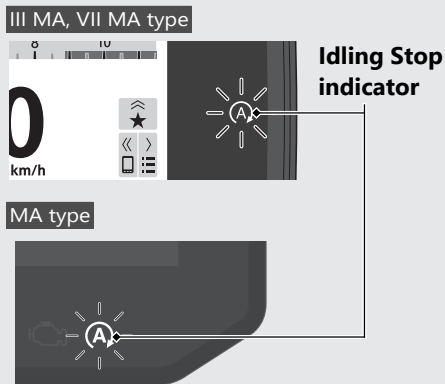 III MA, VII MA type
8 10
Idling Stop
indicator
A
0
km/h
MA type
A